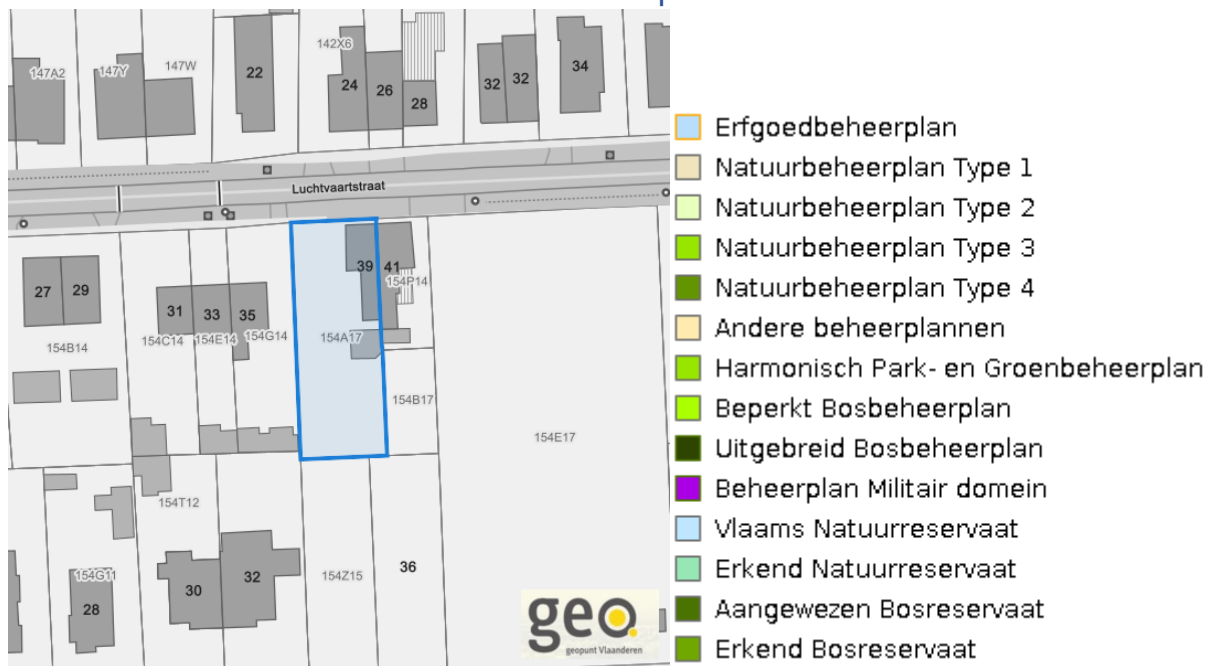 147A2
147Y
147W
22
142X6
24
26
28
32
32
34
Luchtvaartstraat
27
29
154B14
31
33
35
154C14
154E14
154G14
39
41
154P14
154A17
154B17
154E17
154T12
154G11
28
30
32
154Z15
36
geo.
geopunt Vlaanderen
Erfgoedbeheerplan
Natuurbeheerplan Type 1
Natuurbeheerplan Type 2
Natuurbeheerplan Type 3
Natuurbeheerplan Type 4
Andere beheerplannen
Harmonisch Park- en Groenbeheerplan
Beperkt Bosbeheerplan
Uitgebreid Bosbeheerplan
Beheerplan Militair domein
Vlaams Natuurreservaat
Erkend Natuurreservaat
Aangewezen Bosreservaat
Erkend Bosreservaat